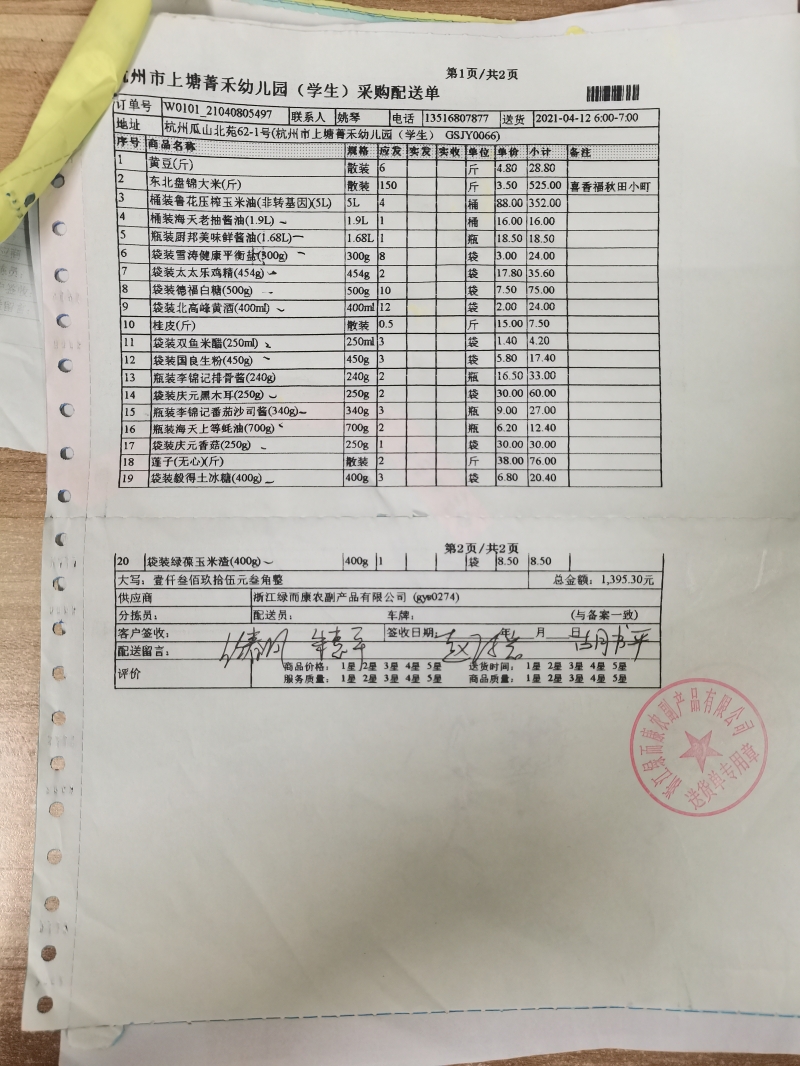 第1页/共2页
州市上塘菁禾幼儿园（学生）采购配送单
订单号 W0101_21040805497 联系人 姚琴 电话 13516807877 送货 2021-04-12 6:00-7:00
地址 杭州瓜山北苑62-1号(杭州市上塘菁禾幼儿园（学生） GSJY0066)
序号 商品名称 规格 应发 实发 实收 单位 单价 小计 备注
1 黄豆(斤) 散装 6 斤 4.80 28.80
2 东北盘锦大米(斤) 散装 150 斤 3.50 525.00 喜香福秋田小町
3 桶装鲁花压榨玉米油(非转基因)(5L) 5L 4 桶 88.00 352.00
4 桶装海天老抽酱油(1.9L) 1.9L 1 桶 16.00 16.00
5 瓶装厨邦美味鲜酱油(1.68L) 1.68L 1 瓶 18.50 18.50
6 袋装雪涛健康平衡盐(300g) 300g 8 袋 3.00 24.00
7 袋装太太乐鸡精(454g) 454g 2 袋 17.80 35.60
8 袋装德福白糖(500g) 500g 10 袋 7.50 75.00
9 袋装北高峰黄酒(400ml) 400ml 12 袋 2.00 24.00
10 桂皮(斤) 散装 0.5 斤 15.00 7.50
11 袋装双鱼米醋(250ml) 250ml 3 袋 1.40 4.20
12 袋装国良生粉(450g) 450g 3 袋 5.80 17.40
13 瓶装李锦记排骨酱(240g) 240g 2 瓶 16.50 33.00
14 袋装庆元黑木耳(250g) 250g 2 袋 30.00 60.00
15 瓶装李锦记番茄沙司酱(340g) 340g 3 瓶 9.00 27.00
16 瓶装海天上等蚝油(700g) 700g 2 瓶 6.20 12.40
17 袋装庆元香菇(250g) 250g 1 袋 30.00 30.00
18 莲子(无心)(斤) 散装 2 斤 38.00 76.00
19 袋装毅得土冰糖(400g) 400g 3 袋 6.80 20.40
第2页/共2页
20 袋装绿葆玉米渣(400g) 400g 1 袋 8.50 8.50
大写：壹仟叁佰玖拾伍元叁角整 总金额：1,395.30元
供应商 浙江绿而康农副产品有限公司 (gyw0274)
分拣员： 配送员： 车牌： (与备案一致)
客户签收： 签收日期： 年 月 日
配送留言：
评价 商品价格： 1星 2星 3星 4星 5星 送货时间： 1星 2星 3星 4星 5星
服务质量： 1星 2星 3星 4星 5星 商品质量： 1星 2星 3星 4星 5星
浙江绿而康农副产品有限公司
送货单专用章